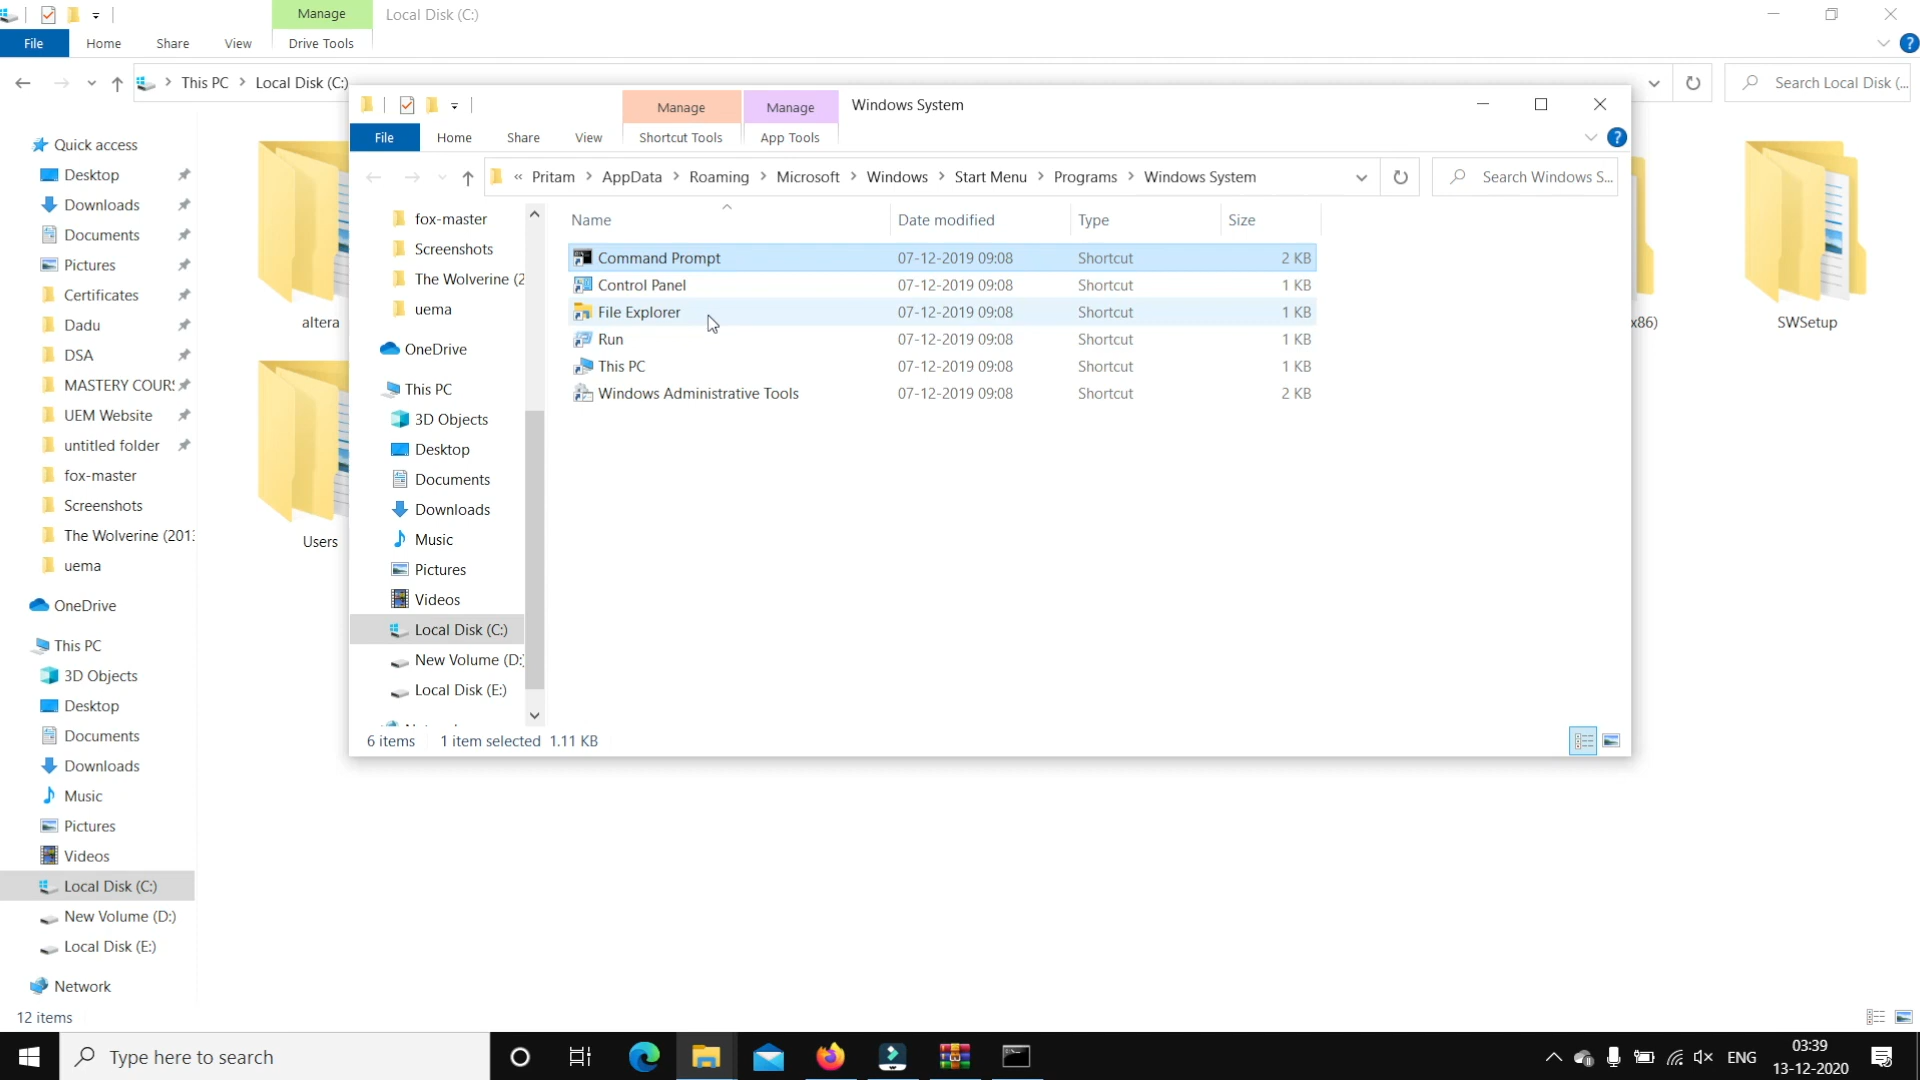 Manage
Local Disk (C:)
File
Home
Share
View
Drive Tools
This PC
Local Disk (C:)
Search Local Disk (...
Quick access
Desktop
Downloads
Documents
Pictures
Certificates
Dadu
DSA
MASTERY COUR
UEM Website
untitled folder
fox-master
Screenshots
The Wolverine (201
uema
OneDrive
This PC
3D Objects
Desktop
Documents
Downloads
Music
Pictures
Videos
Local Disk (C:)
New Volume (D:)
Local Disk (E:)
Network
12 items
altera
Users
x86)
SWSetup
Manage
Manage
Windows System
File
Home
Share
View
Shortcut Tools
App Tools
« Pritam > AppData > Roaming > Microsoft > Windows > Start Menu > Programs > Windows System
Search Windows S...
fox-master
Screenshots
The Wolverine (2
uema
OneDrive
This PC
3D Objects
Desktop
Documents
Downloads
Music
Pictures
Videos
Local Disk (C:)
New Volume (D:
Local Disk (E:)
Name Date modified Type Size
Command Prompt 07-12-2019 09:08 Shortcut 2 KB
Control Panel 07-12-2019 09:08 Shortcut 1 KB
File Explorer 07-12-2019 09:08 Shortcut 1 KB
Run 07-12-2019 09:08 Shortcut 1 KB
This PC 07-12-2019 09:08 Shortcut 1 KB
Windows Administrative Tools 07-12-2019 09:08 Shortcut 2 KB
6 items 1 item selected 1.11 KB
Type here to search
ENG
03:39
13-12-2020